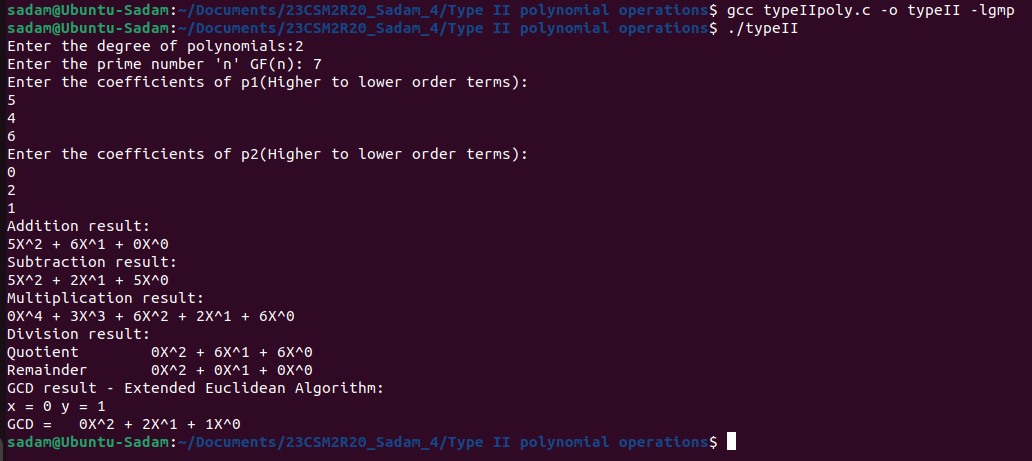 sadam@Ubuntu-Sadam:~/Documents/23CSM2R20_Sadam_4/Type II polynomial operations$ gcc typeIIpoly.c -o typeII -lgmp
sadam@Ubuntu-Sadam:~/Documents/23CSM2R20_Sadam_4/Type II polynomial operations$ ./typeII
Enter the degree of polynomials:2
Enter the prime number 'n' GF(n): 7
Enter the coefficients of p1(Higher to lower order terms):
5
4
6
Enter the coefficients of p2(Higher to lower order terms):
0
2
1
Addition result:
5X^2 + 6X^1 + 0X^0
Subtraction result:
5X^2 + 2X^1 + 5X^0
Multiplication result:
0X^4 + 3X^3 + 6X^2 + 2X^1 + 6X^0
Division result:
Quotient        0X^2 + 6X^1 + 6X^0
Remainder       0X^2 + 0X^1 + 0X^0
GCD result - Extended Euclidean Algorithm:
x = 0 y = 1
GCD =   0X^2 + 2X^1 + 1X^0
sadam@Ubuntu-Sadam:~/Documents/23CSM2R20_Sadam_4/Type II polynomial operations$